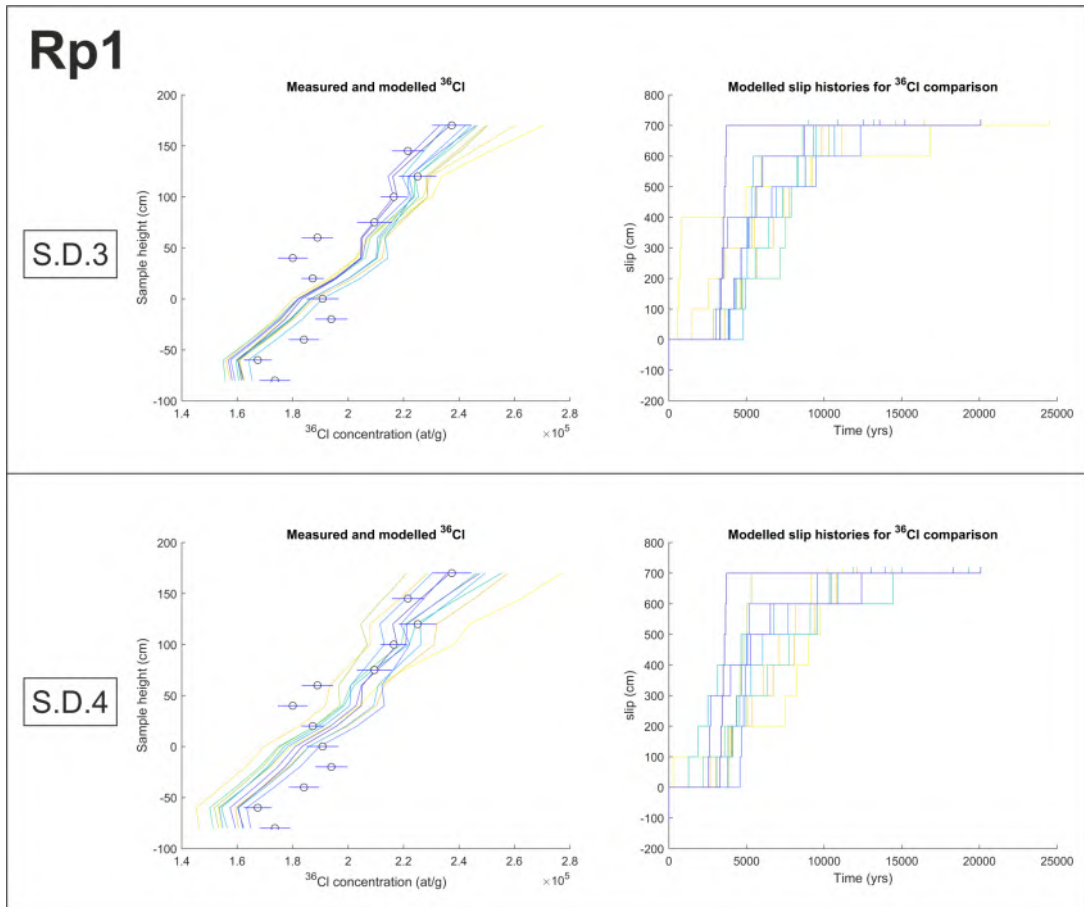 Rp1
S.D.3
Measured and modelled ³⁶Cl
200
150
100
50
0
-50
-100
Sample height (cm)
1.4 1.6 1.8 2 2.2 2.4 2.6 2.8
³⁶Cl concentration (at/g)
×10⁵
Modelled slip histories for ³⁶Cl comparison
800
700
600
500
400
300
200
100
0
-100
-200
slip (cm)
0 5000 10000 15000 20000 25000
Time (yrs)
S.D.4
Measured and modelled ³⁶Cl
200
150
100
50
0
-50
-100
Sample height (cm)
1.4 1.6 1.8 2 2.2 2.4 2.6 2.8
³⁶Cl concentration (at/g)
×10⁵
Modelled slip histories for ³⁶Cl comparison
800
700
600
500
400
300
200
100
0
-100
-200
slip (cm)
0 5000 10000 15000 20000 25000
Time (yrs)